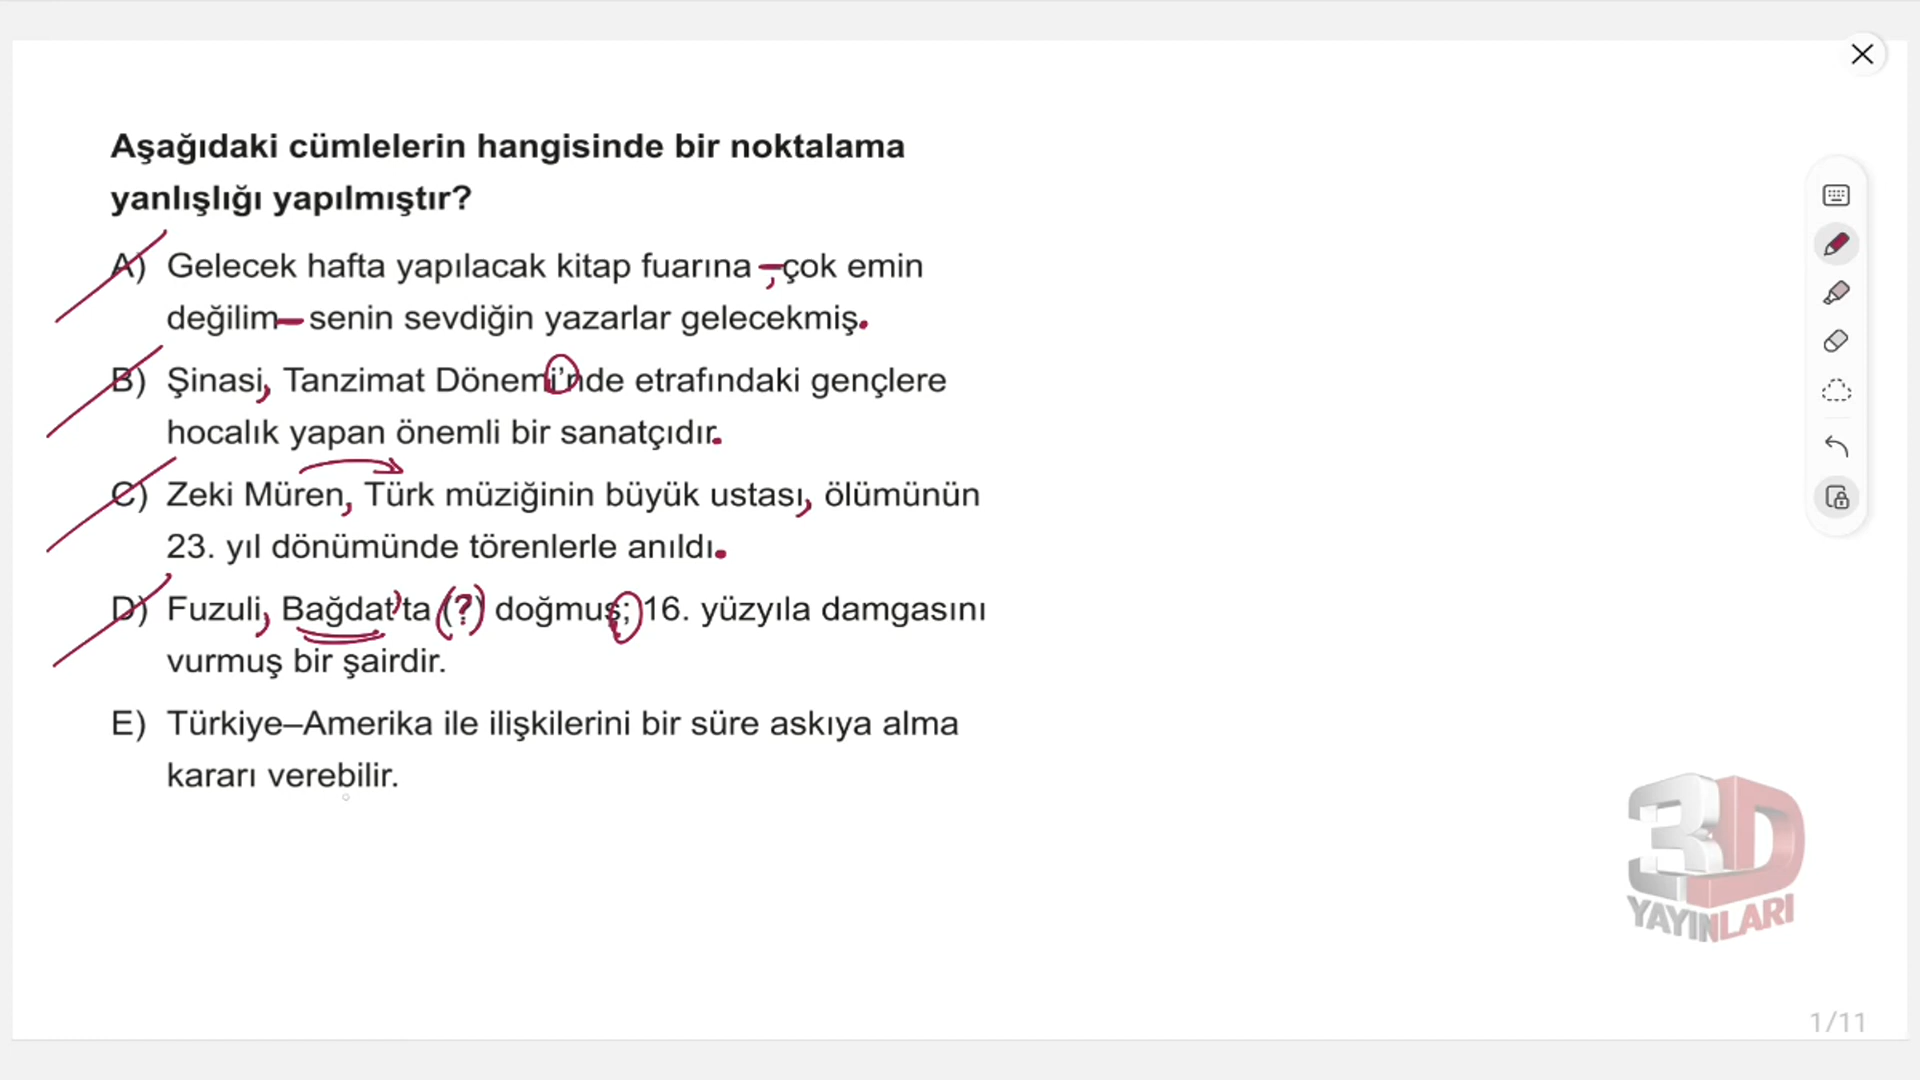 Aşağıdaki cümlelerin hangisinde bir noktalama
yanlışlığı yapılmıştır?
A) Gelecek hafta yapılacak kitap fuarına –çok emin
değilim– senin sevdiğin yazarlar gelecekmiş.
B) Şinasi, Tanzimat Dönemi’nde etrafındaki gençlere
hocalık yapan önemli bir sanatçıdır.
C) Zeki Müren, Türk müziğinin büyük ustası, ölümünün
23. yıl dönümünde törenlerle anıldı.
D) Fuzuli, Bağdat’ta (?) doğmuş; 16. yüzyıla damgasını
vurmuş bir şairdir.
E) Türkiye–Amerika ile ilişkilerini bir süre askıya alma
kararı verebilir.
3D
YAYINLARI
1/11